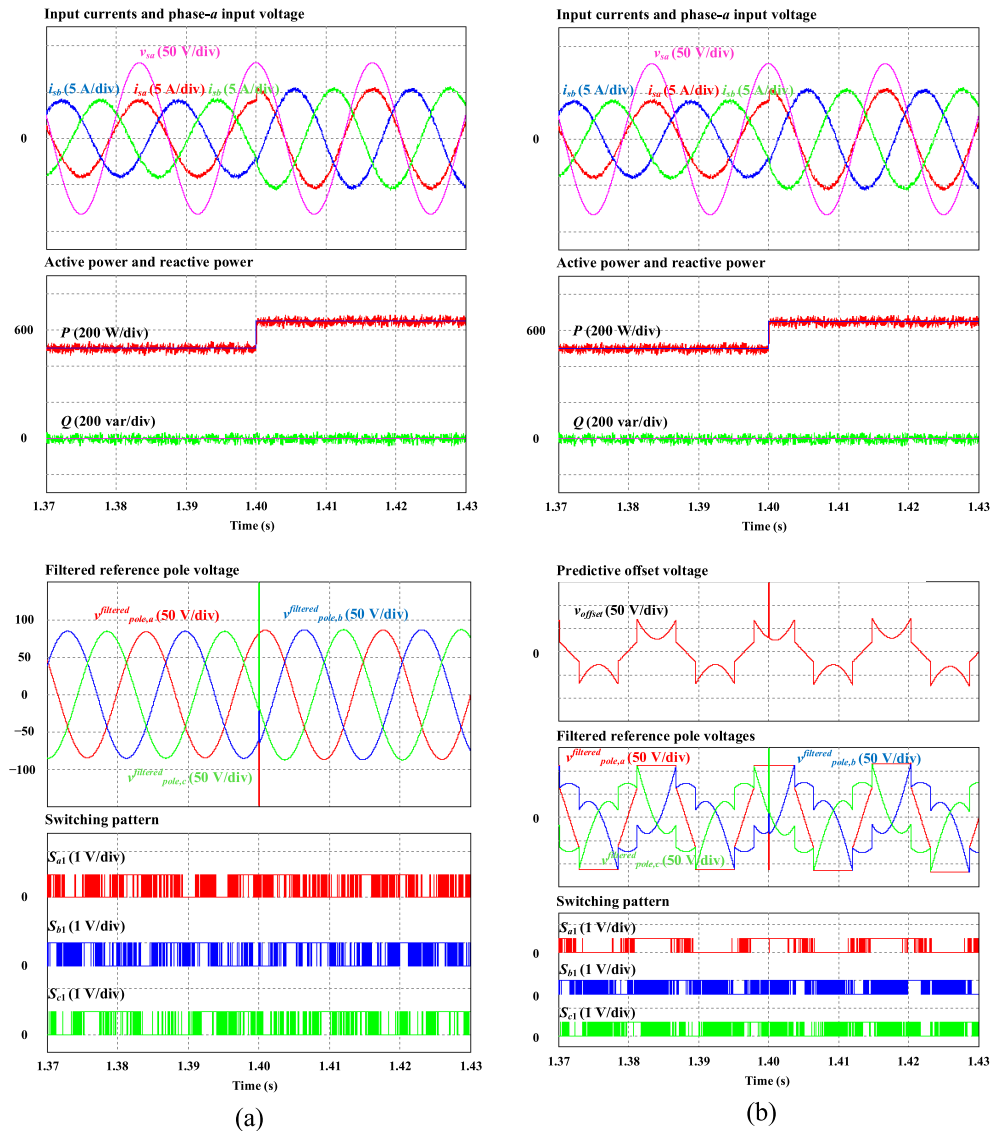 Input currents and phase-a input voltage
vsa (50 V/div)
isb (5 A/div) isa (5 A/div) isb (5 A/div)
0
Active power and reactive power
P (200 W/div)
600
Q (200 var/div)
0
1.37 1.38 1.39 1.40 1.41 1.42 1.43
Time (s)
Filtered reference pole voltage
v^filtered_pole,a (50 V/div) v^filtered_pole,b (50 V/div)
100
50
0
−50
−100
v^filtered_pole,c (50 V/div)
Switching pattern
Sa1 (1 V/div)
0
Sb1 (1 V/div)
0
Sc1 (1 V/div)
0
1.37 1.38 1.39 1.40 1.41 1.42 1.43
Time (s)
(a)
Input currents and phase-a input voltage
vsa (50 V/div)
isb (5 A/div) isa (5 A/div) isb (5 A/div)
0
Active power and reactive power
P (200 W/div)
600
Q (200 var/div)
0
1.37 1.38 1.39 1.40 1.41 1.42 1.43
Time (s)
Predictive offset voltage
voffset (50 V/div)
0
Filtered reference pole voltages
v^filtered_pole,a (50 V/div) v^filtered_pole,b (50 V/div)
0
v^filtered_pole,c (50 V/div)
Switching pattern
Sa1 (1 V/div)
0
Sb1 (1 V/div)
0
Sc1 (1 V/div)
0
1.37 1.38 1.39 1.40 1.41 1.42 1.43
Time (s)
(b)